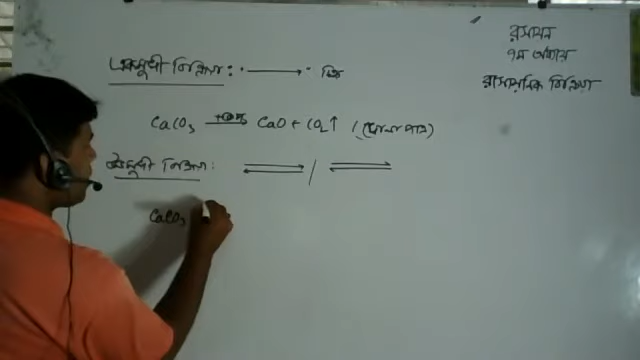 রসায়ন
৭ম অধ্যায়
রাসায়নিক বিক্রিয়া
একমুখী বিক্রিয়া : ⟶
CaCO₃ ⟶ CaO + CO₂↑ (খোলা পাত্র)
উভমুখী বিক্রিয়া : ⇌ / ⇌
CaCO₃